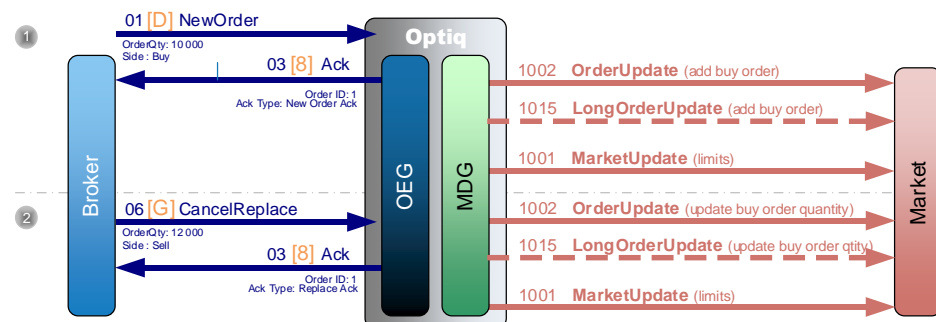 1
01 [D] NewOrder
OrderQty: 10 000
Side : Buy
03 [8] Ack
Order ID: 1
Ack Type: New Order Ack
Optiq
Broker
OEG
MDG
Market
1002 OrderUpdate (add buy order)
1015 LongOrderUpdate (add buy order)
1001 MarketUpdate (limits)
2
06 [G] CancelReplace
OrderQty: 12 000
Side : Sell
03 [8] Ack
Order ID: 1
Ack Type: Replace Ack
1002 OrderUpdate (update buy order quantity)
1015 LongOrderUpdate (update buy order qtity)
1001 MarketUpdate (limits)